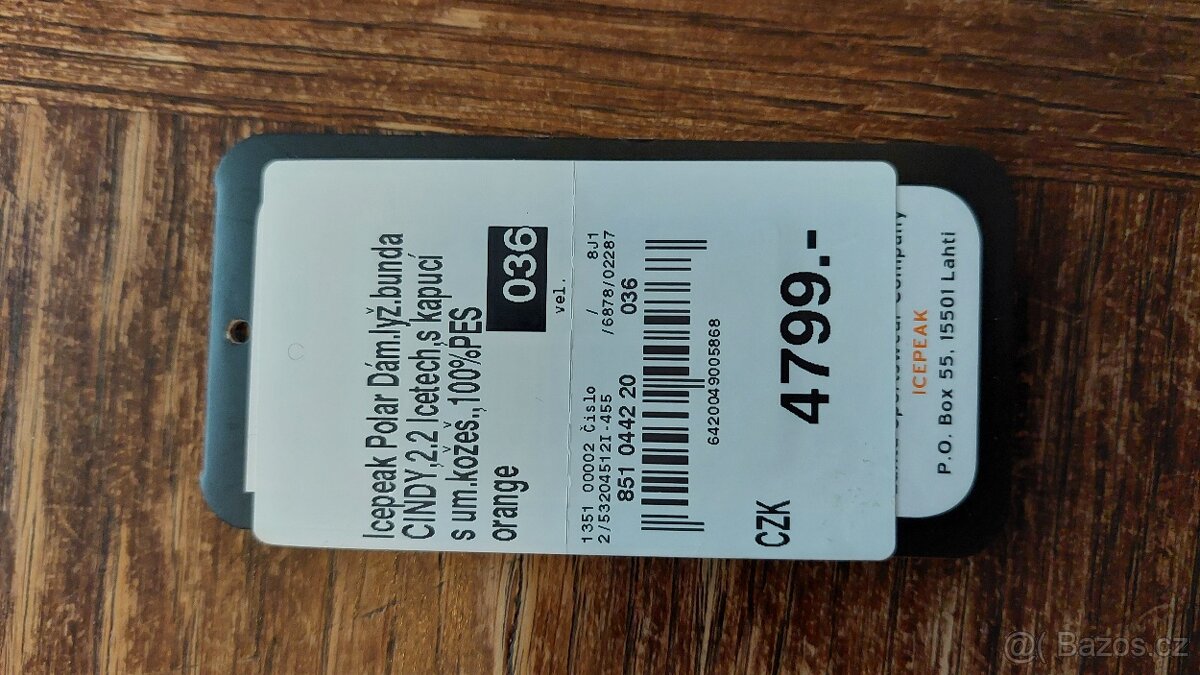 Icepeak Polar Dám.lyž.bunda
CINDY,2.2 Icetech,s kapucí
s um.kožeš.,100%PES
orange
036
vel.
1351 00002 Číslo / 8J1
2/53204512I-455 /6878/02287
851 0442 20 036
6420049005868
CZK 4799.-
Company
ICEPEAK
P.O. Box 55, 15501 Lahti
@( Bazos.cz